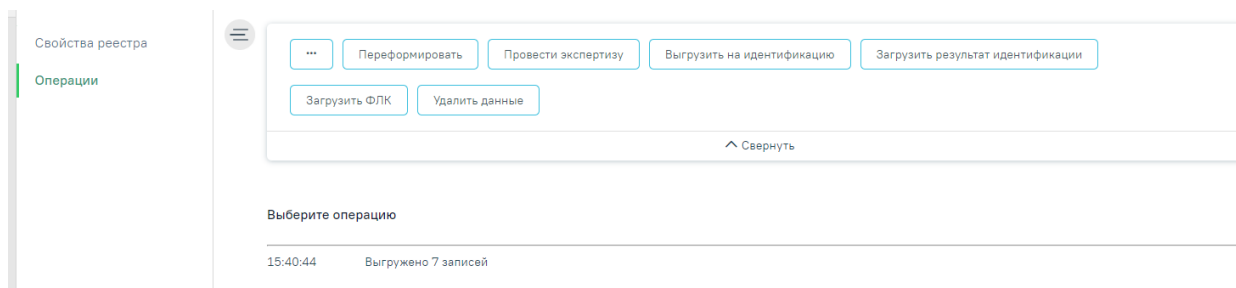 Свойства реестра
Операции
... Переформировать Провести экспертизу Выгрузить на идентификацию Загрузить результат идентификации
Загрузить ФЛК Удалить данные
Свернуть
Выберите операцию
15:40:44 Выгружено 7 записей